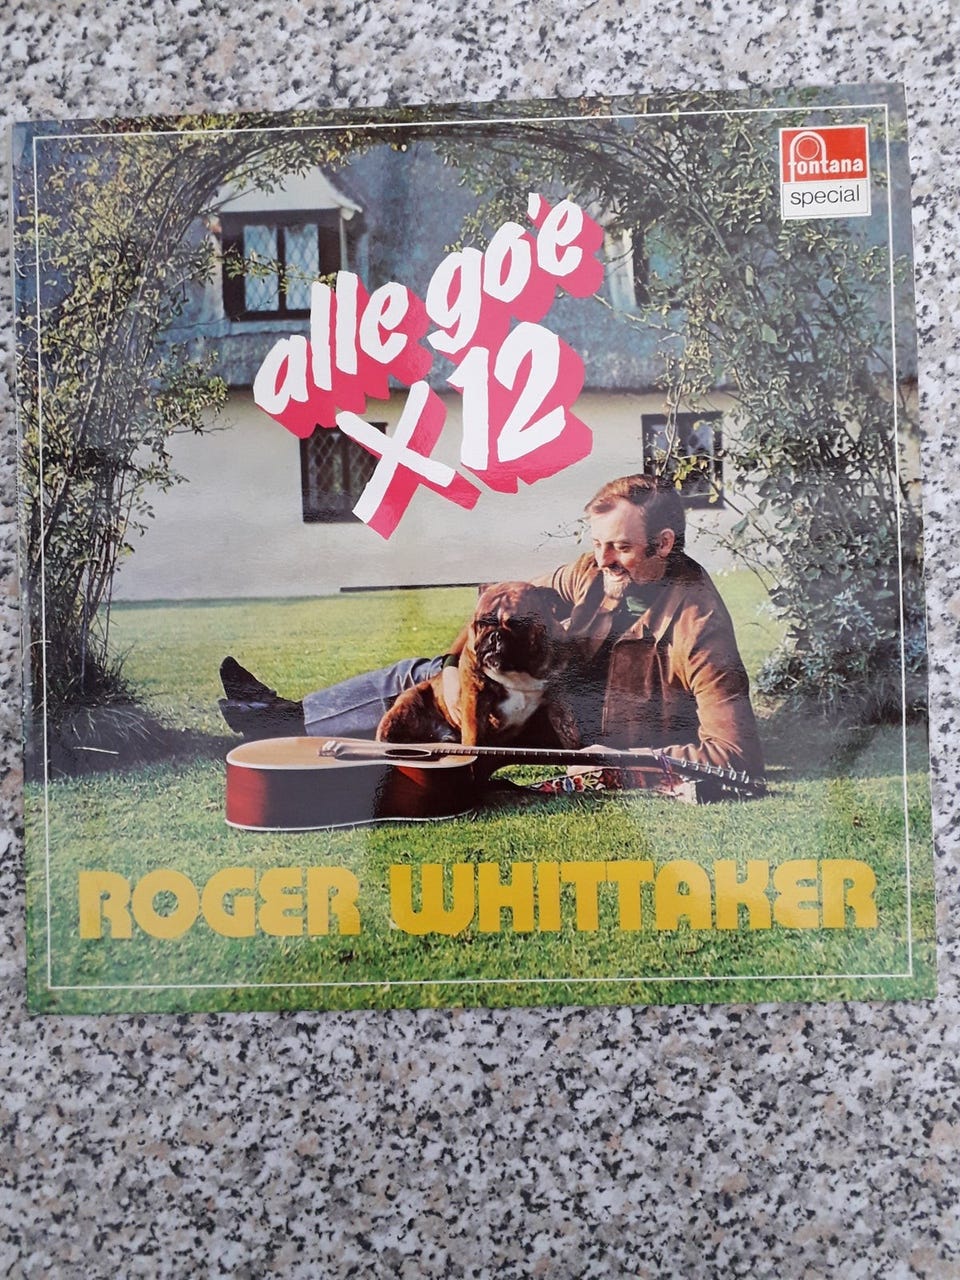 fontana
special
alle go'e
x 12
ROGER WHITTAKER